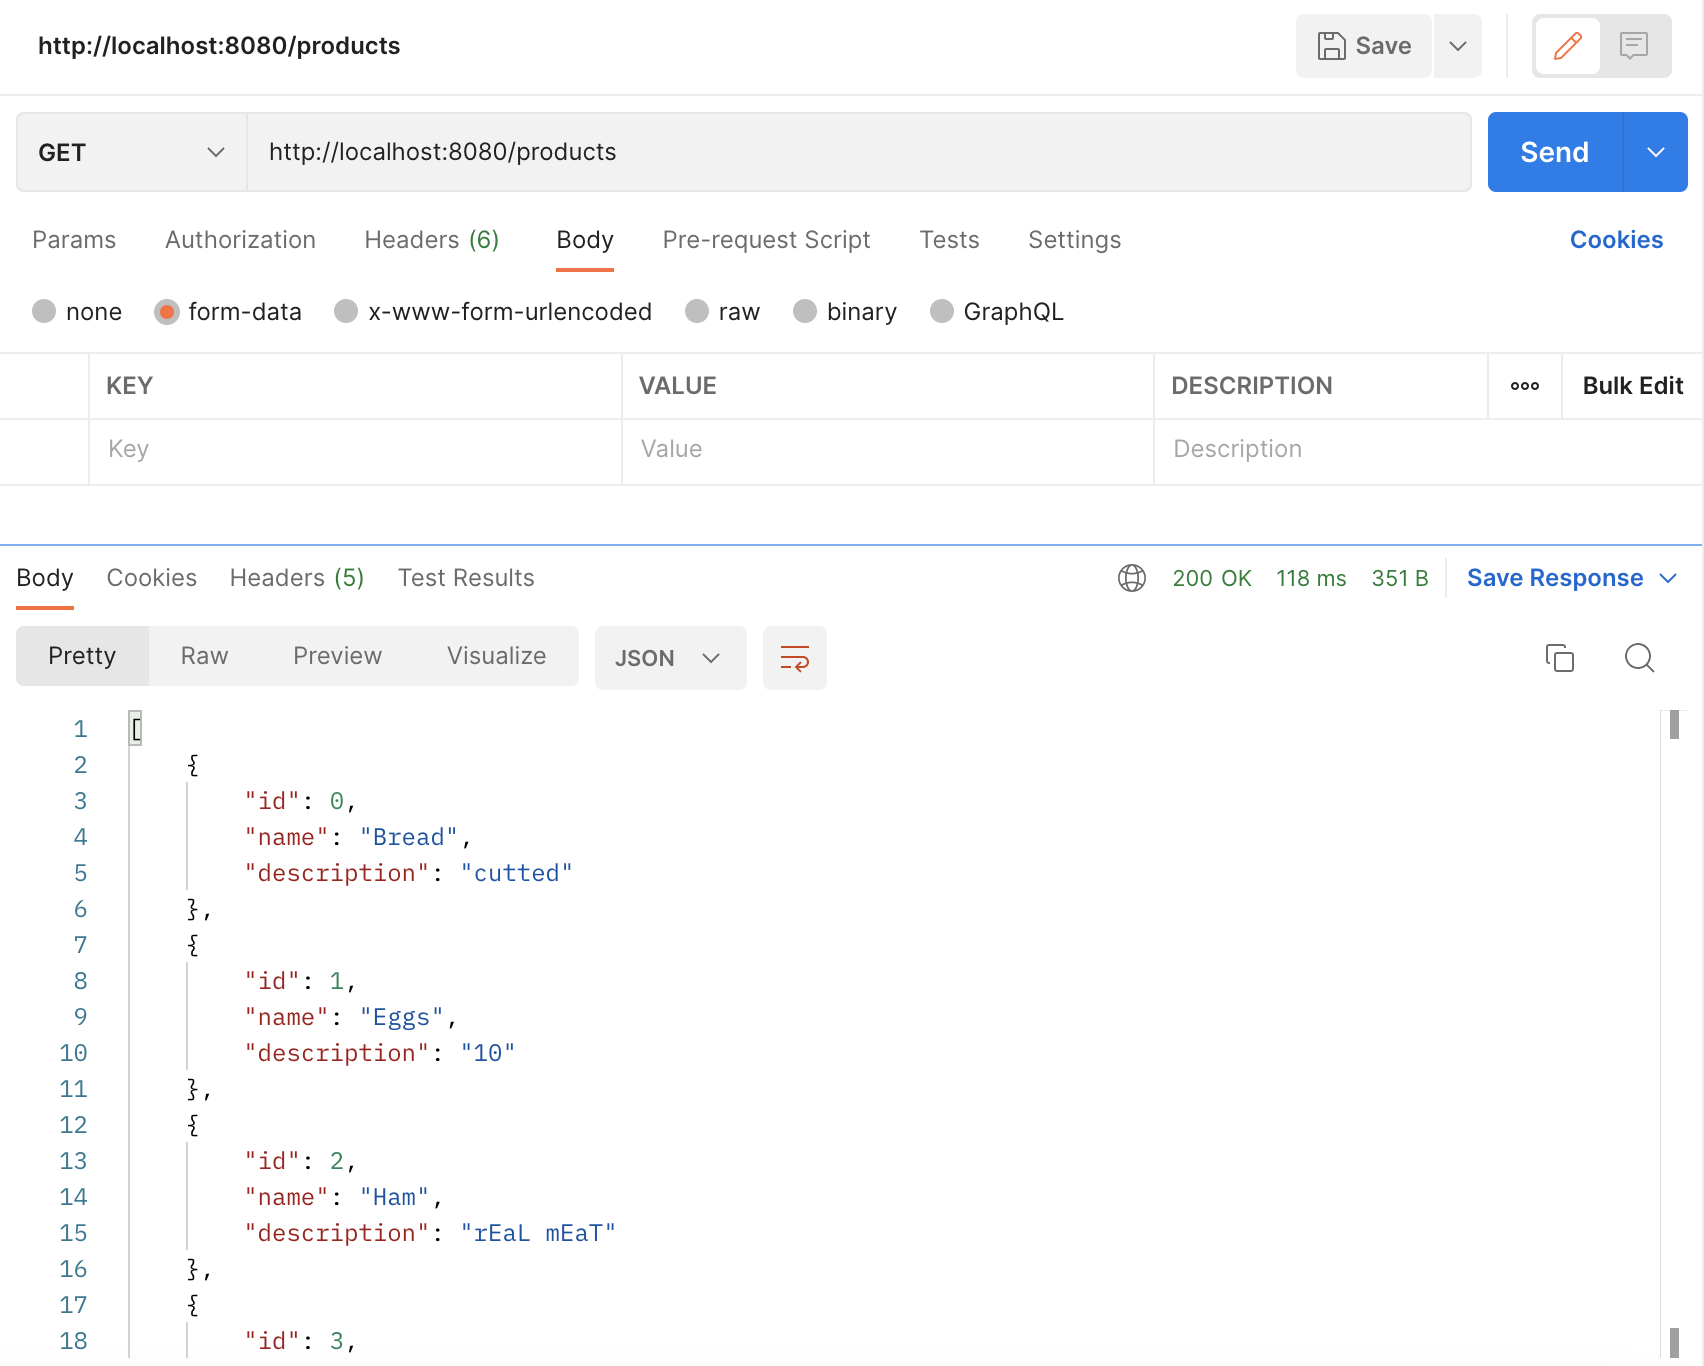 http://localhost:8080/products
Save
GET
http://localhost:8080/products
Send
Params Authorization Headers (6) Body Pre-request Script Tests Settings Cookies
none form-data x-www-form-urlencoded raw binary GraphQL
KEY VALUE DESCRIPTION ooo Bulk Edit
Key Value Description
Body Cookies Headers (5) Test Results 200 OK 118 ms 351 B Save Response
Pretty Raw Preview Visualize JSON
1 [
2 {
3 "id": 0,
4 "name": "Bread",
5 "description": "cutted"
6 },
7 {
8 "id": 1,
9 "name": "Eggs",
10 "description": "10"
11 },
12 {
13 "id": 2,
14 "name": "Ham",
15 "description": "rEaL mEaT"
16 },
17 {
18 "id": 3,